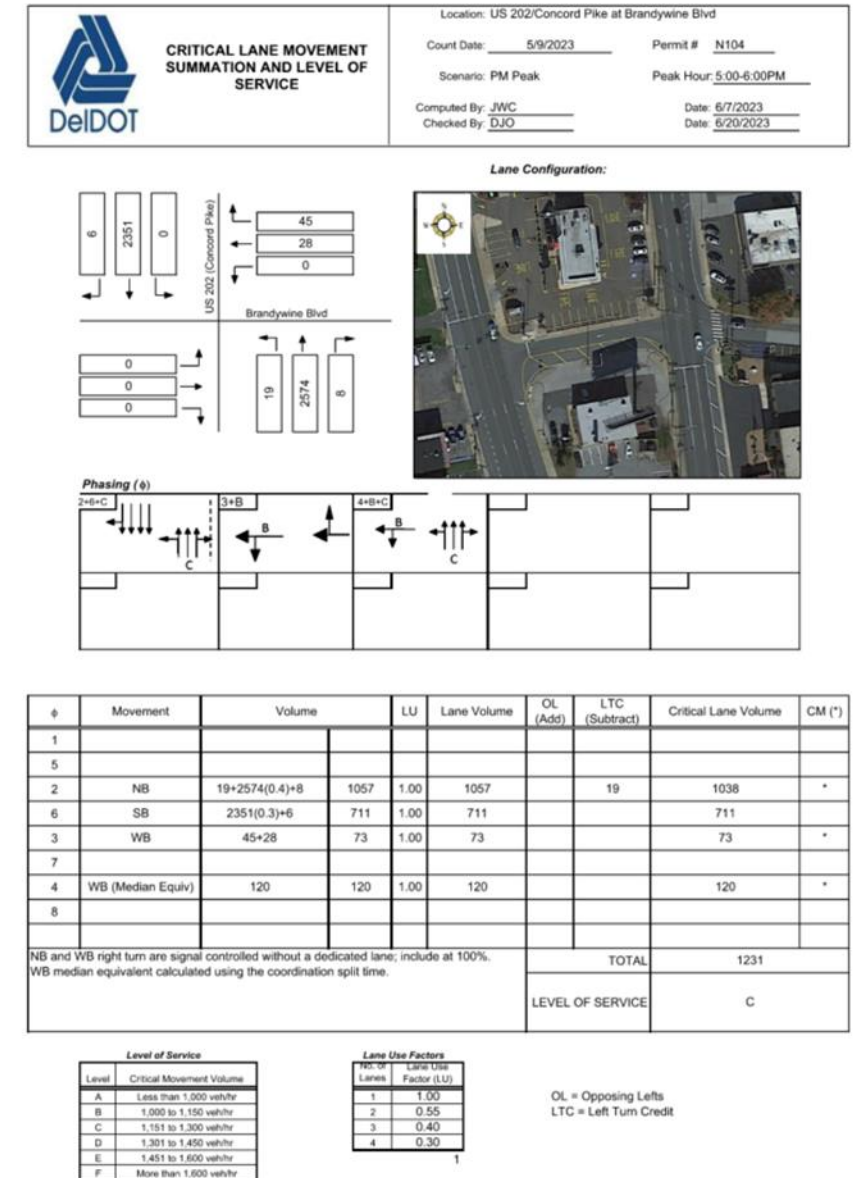 DelDOT
CRITICAL LANE MOVEMENT
SUMMATION AND LEVEL OF
SERVICE
Location: US 202/Concord Pike at Brandywine Blvd
Count Date: 5/9/2023 Permit # N104
Scenario: PM Peak Peak Hour: 5:00-6:00PM
Computed By: JWC Date: 6/7/2023
Checked By: DJO Date: 6/20/2023
Lane Configuration:
6 2351 0
US 202 (Concord Pike)
45
28
0
Brandywine Blvd
0
0
0
19 2574 8
N
W E
S
Phasing (ϕ)
2+6+C 3+B 4+B+C
C B B C
ϕ Movement Volume LU Lane Volume OL (Add) LTC (Subtract) Critical Lane Volume CM (*)
1
5
2 NB 19+2574(0.4)+8 1057 1.00 1057 19 1038 *
6 SB 2351(0.3)+6 711 1.00 711 711
3 WB 45+28 73 1.00 73 73 *
7
4 WB (Median Equiv) 120 120 1.00 120 120 *
8
NB and WB right turn are signal controlled without a dedicated lane; include at 100%.
WB median equivalent calculated using the coordination split time.
TOTAL 1231
LEVEL OF SERVICE C
Level of Service
Level Critical Movement Volume
A Less than 1,000 veh/hr
B 1,000 to 1,150 veh/hr
C 1,151 to 1,300 veh/hr
D 1,301 to 1,450 veh/hr
E 1,451 to 1,600 veh/hr
F More than 1,600 veh/hr
Lane Use Factors
No. of Lanes Lane Use Factor (LU)
1 1.00
2 0.55
3 0.40
4 0.30
OL = Opposing Lefts
LTC = Left Turn Credit
1